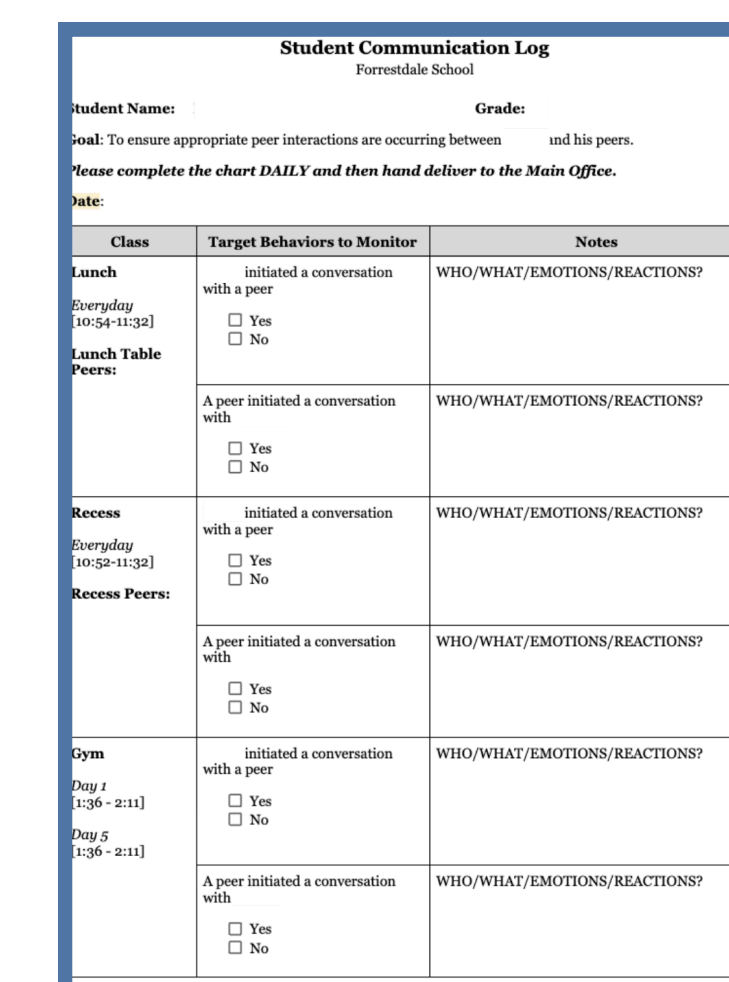 Student Communication Log
Forrestdale School
Student Name:
Grade:
Goal: To ensure appropriate peer interactions are occurring between and his peers.
Please complete the chart DAILY and then hand deliver to the Main Office.
Date:
Class
Target Behaviors to Monitor
Notes
Lunch
Everyday
[10:54-11:32]
Lunch Table
Peers:
initiated a conversation
with a peer
Yes
No
WHO/WHAT/EMOTIONS/REACTIONS?
A peer initiated a conversation
with
Yes
No
WHO/WHAT/EMOTIONS/REACTIONS?
Recess
Everyday
[10:52-11:32]
Recess Peers:
initiated a conversation
with a peer
Yes
No
WHO/WHAT/EMOTIONS/REACTIONS?
A peer initiated a conversation
with
Yes
No
WHO/WHAT/EMOTIONS/REACTIONS?
Gym
Day 1
[1:36 - 2:11]
Day 5
[1:36 - 2:11]
initiated a conversation
with a peer
Yes
No
WHO/WHAT/EMOTIONS/REACTIONS?
A peer initiated a conversation
with
Yes
No
WHO/WHAT/EMOTIONS/REACTIONS?